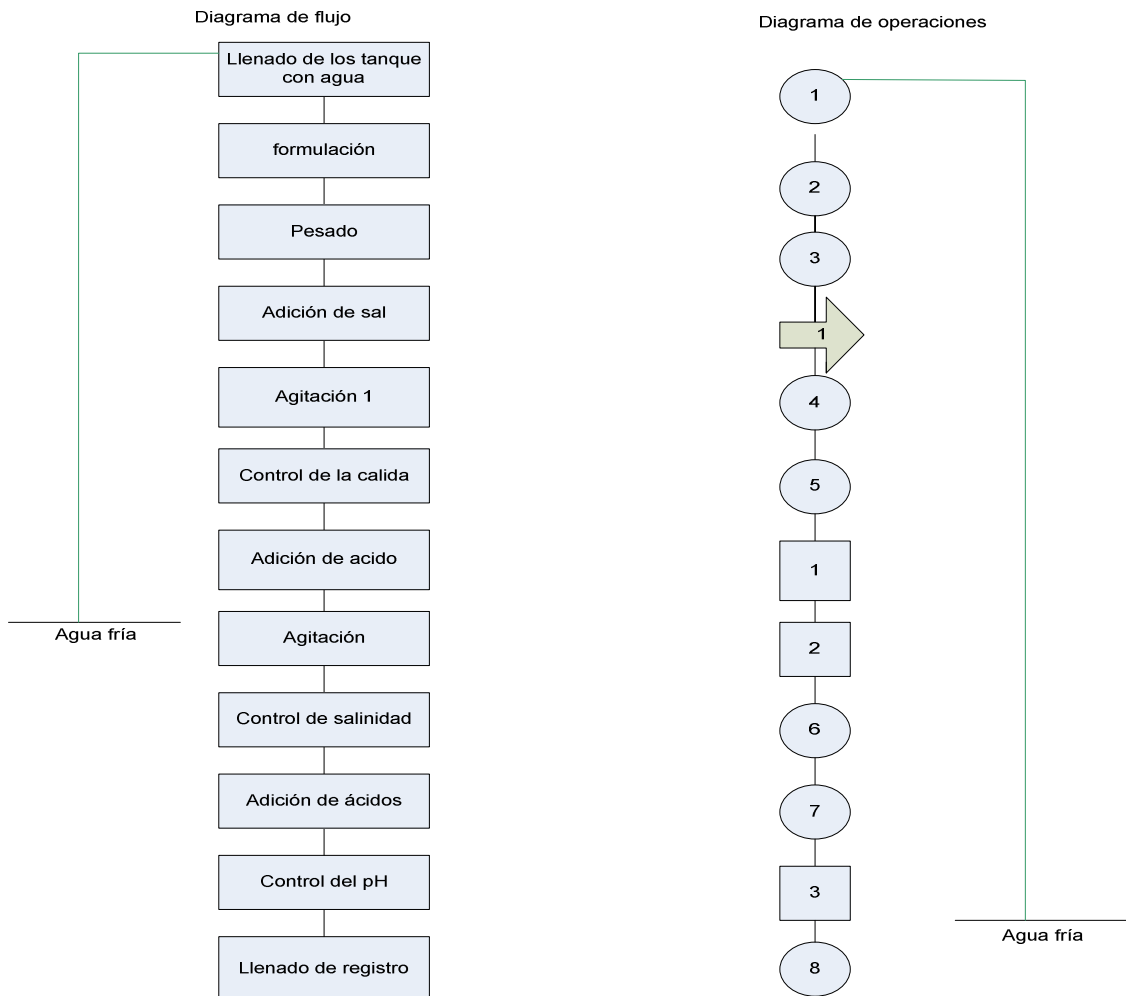 Diagrama de flujo
Llenado de los tanque
con agua
formulación
Pesado
Adición de sal
Agitación 1
Control de la calida
Adición de acido
Agitación
Control de salinidad
Adición de ácidos
Control del pH
Llenado de registro
Agua fría
Diagrama de operaciones
1
2
3
1
4
5
1
2
6
7
3
8
Agua fría